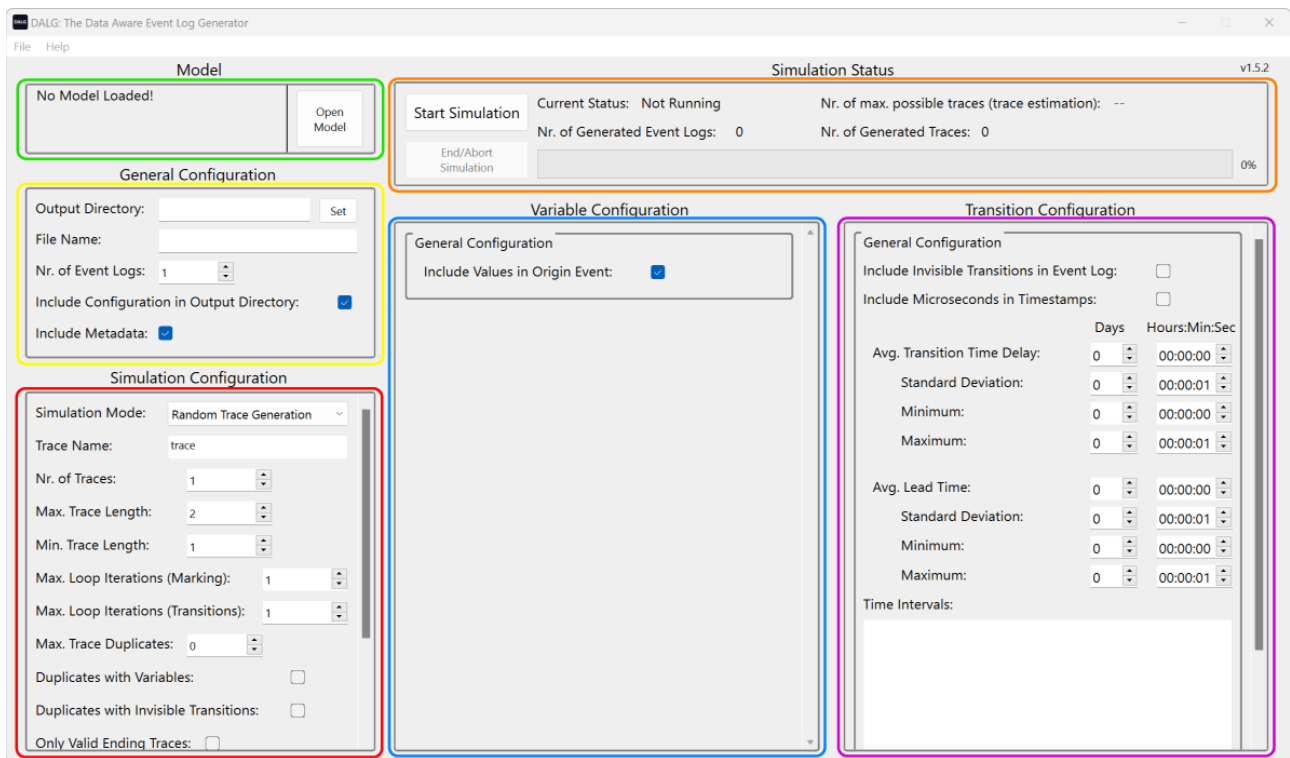 DALG DALG: The Data Aware Event Log Generator
File Help
Model
No Model Loaded!
Open
Model
Simulation Status
v1.5.2
Start Simulation
Current Status: Not Running
Nr. of max. possible traces (trace estimation): --
Nr. of Generated Event Logs: 0
Nr. of Generated Traces: 0
End/Abort
Simulation
0%
General Configuration
Output Directory:
Set
File Name:
Nr. of Event Logs: 1
Include Configuration in Output Directory:
Include Metadata:
Simulation Configuration
Simulation Mode: Random Trace Generation
Trace Name: trace
Nr. of Traces: 1
Max. Trace Length: 2
Min. Trace Length: 1
Max. Loop Iterations (Marking): 1
Max. Loop Iterations (Transitions): 1
Max. Trace Duplicates: 0
Duplicates with Variables:
Duplicates with Invisible Transitions:
Only Valid Ending Traces:
Variable Configuration
General Configuration
Include Values in Origin Event:
Transition Configuration
General Configuration
Include Invisible Transitions in Event Log:
Include Microseconds in Timestamps:
Days Hours:Min:Sec
Avg. Transition Time Delay: 0 00:00:00
Standard Deviation: 0 00:00:01
Minimum: 0 00:00:00
Maximum: 0 00:00:01
Avg. Lead Time: 0 00:00:00
Standard Deviation: 0 00:00:01
Minimum: 0 00:00:00
Maximum: 0 00:00:01
Time Intervals: